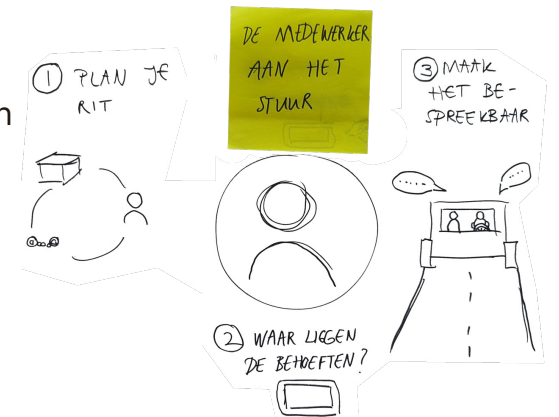 DE MEDEWERKER
AAN HET
STUUR
① PLAN JE
RIT
n
② WAAR LIGGEN
DE BEHOEFTEN?
③ MAAK
HET BE-
SPREEKBAAR